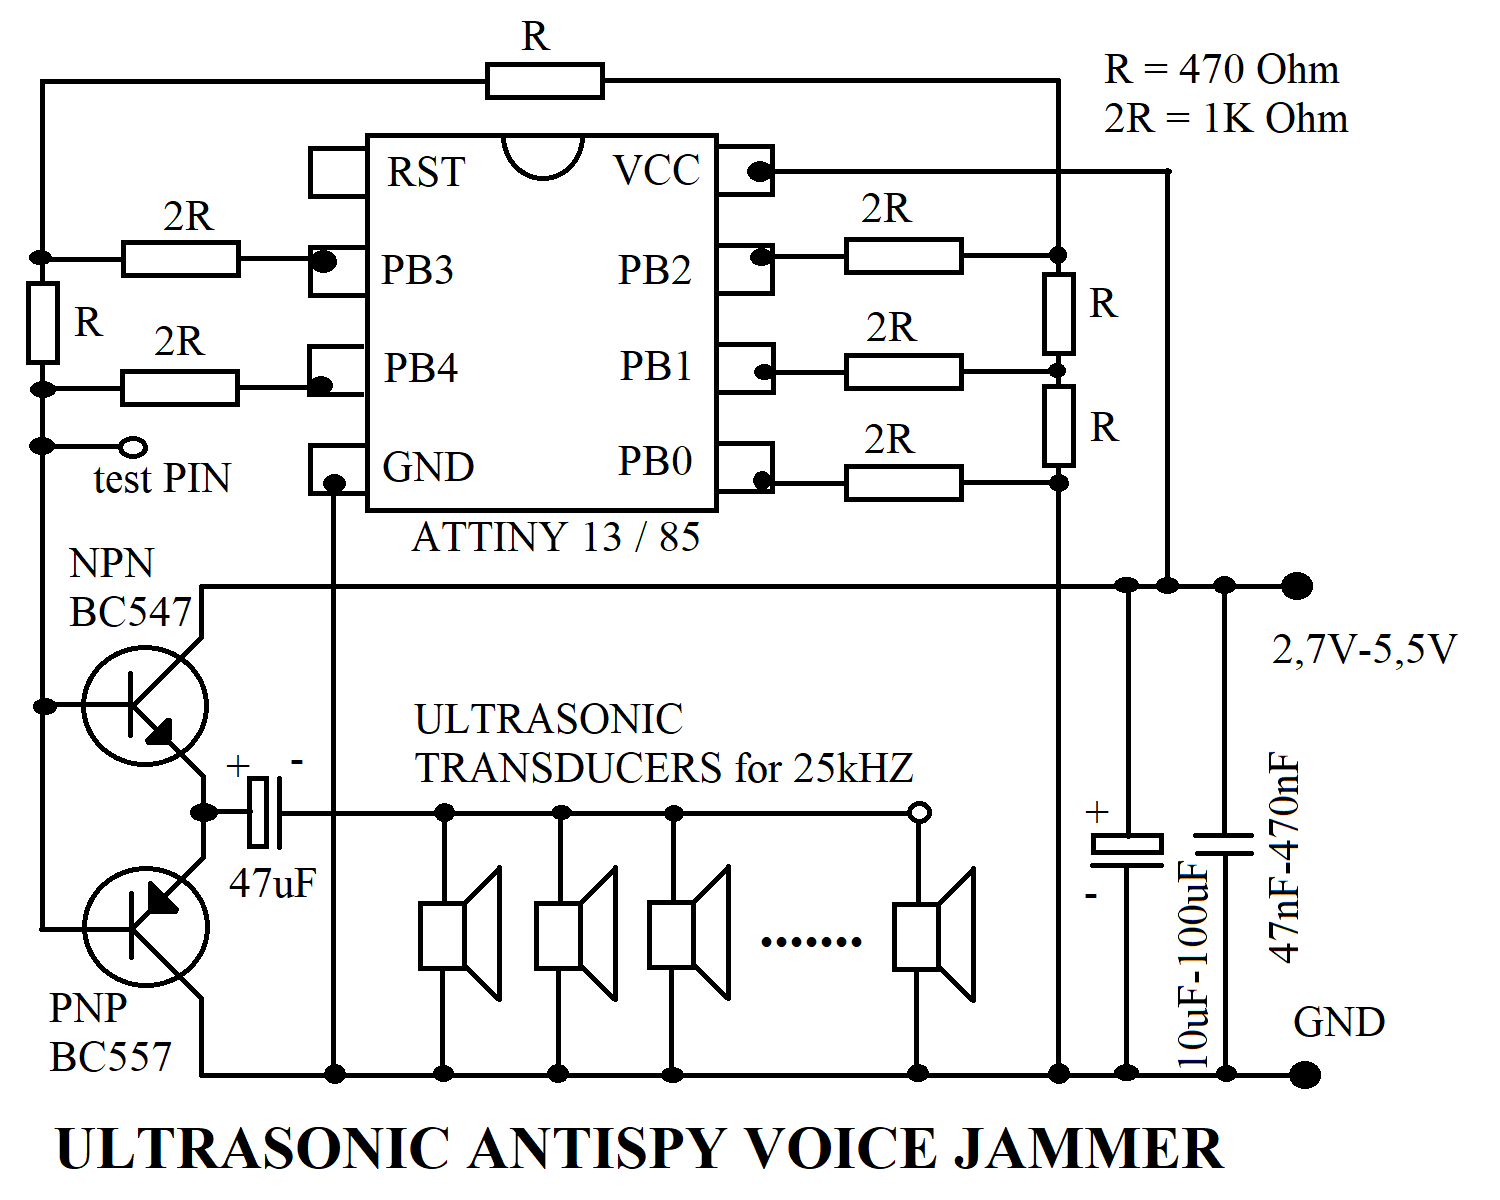 R
R = 470 Ohm
2R = 1K Ohm
RST
VCC
2R
2R
PB3
PB2
R
R
2R
2R
PB4
PB1
R
2R
test PIN
GND
PB0
ATTINY 13 / 85
NPN
BC547
2,7V-5,5V
ULTRASONIC
TRANSDUCERS for 25kHZ
+
-
47uF
+
-
10uF-100uF
47nF-470nF
PNP
BC557
GND
ULTRASONIC ANTISPY VOICE JAMMER